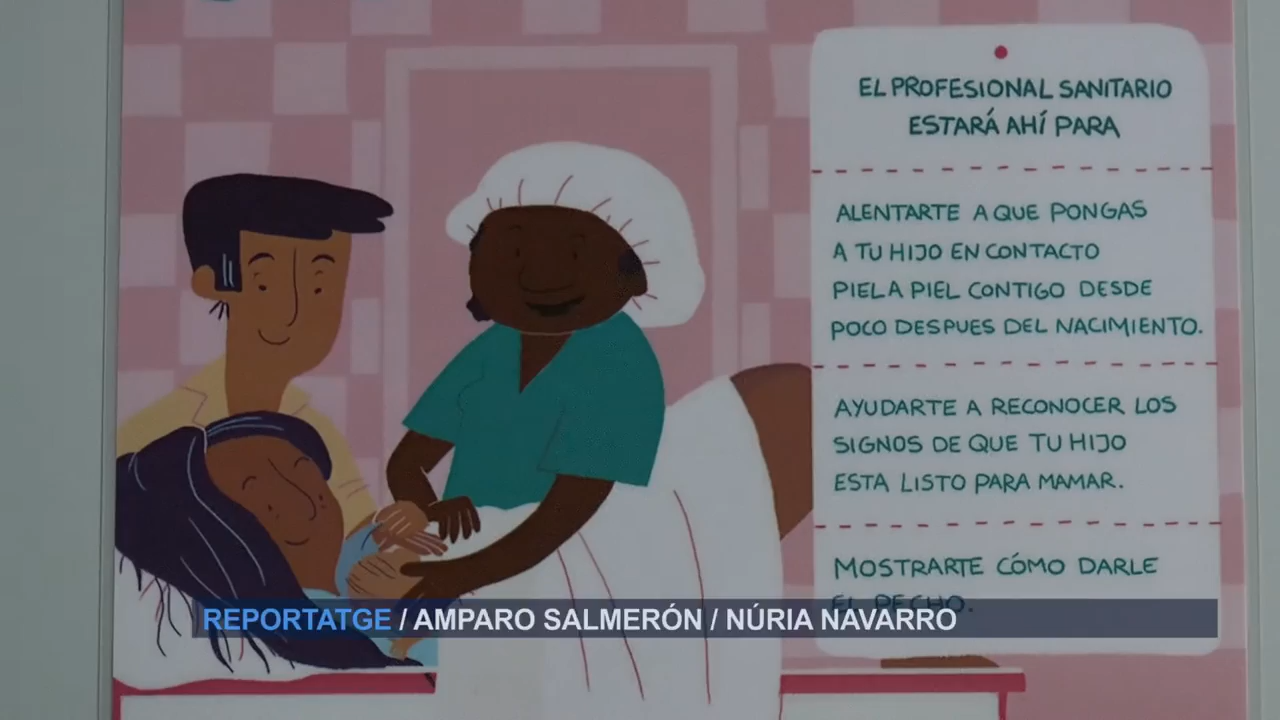 EL PROFESIONAL SANITARIO
ESTARÁ AHÍ PARA
ALENTARTE A QUE PONGAS
A TU HIJO EN CONTACTO
PIEL A PIEL CONTIGO DESDE
POCO DESPUES DEL NACIMIENTO.
AYUDARTE A RECONOCER LOS
SIGNOS DE QUE TU HIJO
ESTA LISTO PARA MAMAR.
MOSTRARTE CÓMO DARLE
EL PECHO.
REPORTATGE / AMPARO SALMERÓN / NÚRIA NAVARRO